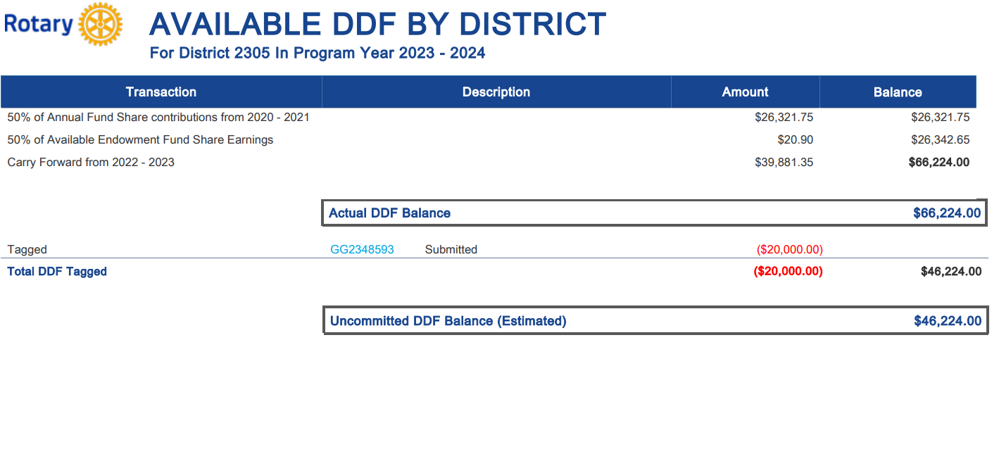 Rotary
AVAILABLE DDF BY DISTRICT
For District 2305 In Program Year 2023 - 2024
Transaction Description Amount Balance
50% of Annual Fund Share contributions from 2020 - 2021 $26,321.75 $26,321.75
50% of Available Endowment Fund Share Earnings $20.90 $26,342.65
Carry Forward from 2022 - 2023 $39,881.35 $66,224.00
Actual DDF Balance $66,224.00
Tagged GG2348593 Submitted ($20,000.00)
Total DDF Tagged ($20,000.00) $46,224.00
Uncommitted DDF Balance (Estimated) $46,224.00